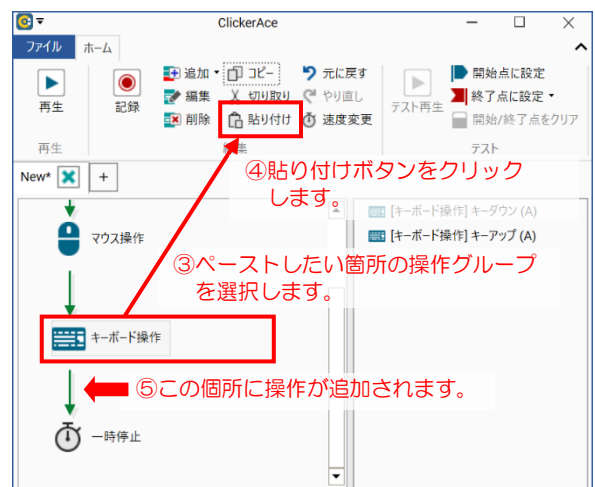 ClickerAce
ファイル ホーム
追加 コピー 元に戻す 開始点に設定
再生 記録 編集 切り取り やり直し テスト再生 終了点に設定
削除 貼り付け 速度変更 開始/終了点をクリア
再生 編集 テスト
New* +
④貼り付けボタンをクリック
します。
[キーボード操作] キーダウン (A)
[キーボード操作] キーアップ (A)
マウス操作
③ペーストしたい箇所の操作グループ
を選択します。
キーボード操作
⑤この個所に操作が追加されます。
一時停止